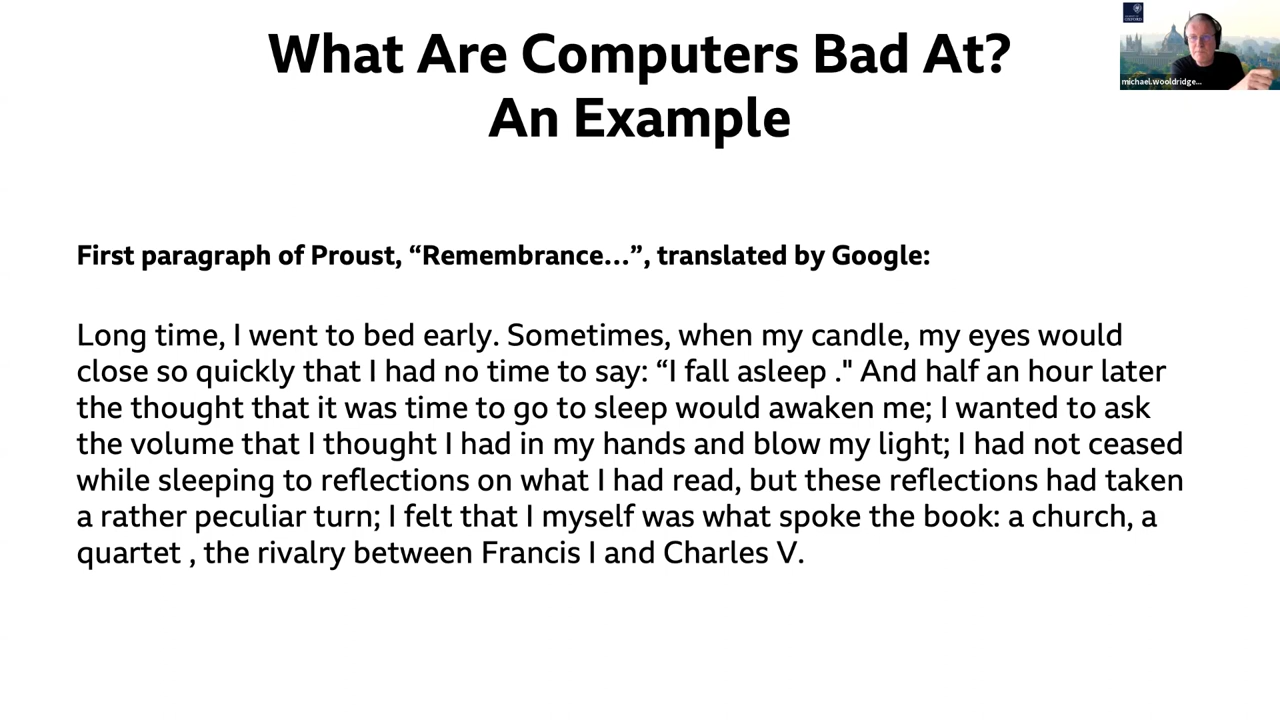 What Are Computers Bad At?
An Example
OXFORD
michael.wooldridge...
First paragraph of Proust, “Remembrance...”, translated by Google:
Long time, I went to bed early. Sometimes, when my candle, my eyes would
close so quickly that I had no time to say: “I fall asleep ." And half an hour later
the thought that it was time to go to sleep would awaken me; I wanted to ask
the volume that I thought I had in my hands and blow my light; I had not ceased
while sleeping to reflections on what I had read, but these reflections had taken
a rather peculiar turn; I felt that I myself was what spoke the book: a church, a
quartet , the rivalry between Francis I and Charles V.